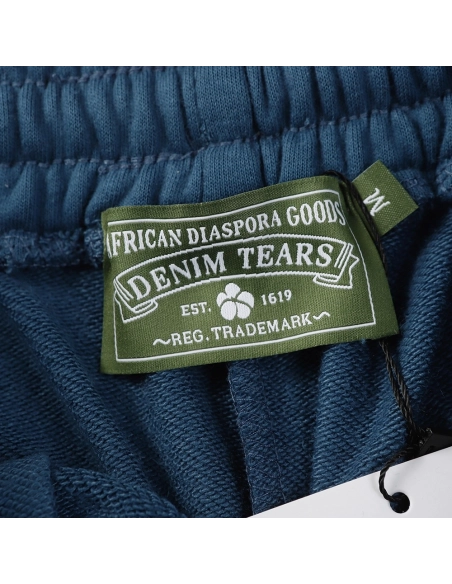 AFRICAN DIASPORA GOODS
DENIM TEARS
EST. 1619
~REG. TRADEMARK~
M